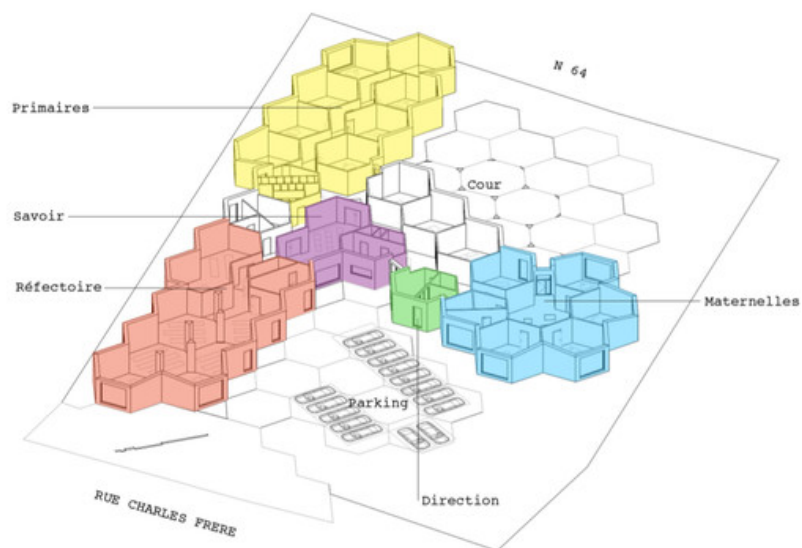 N 64
Primaires
Cour
Savoir
Réfectoire
Maternelles
Parking
Direction
RUE CHARLES FRERE